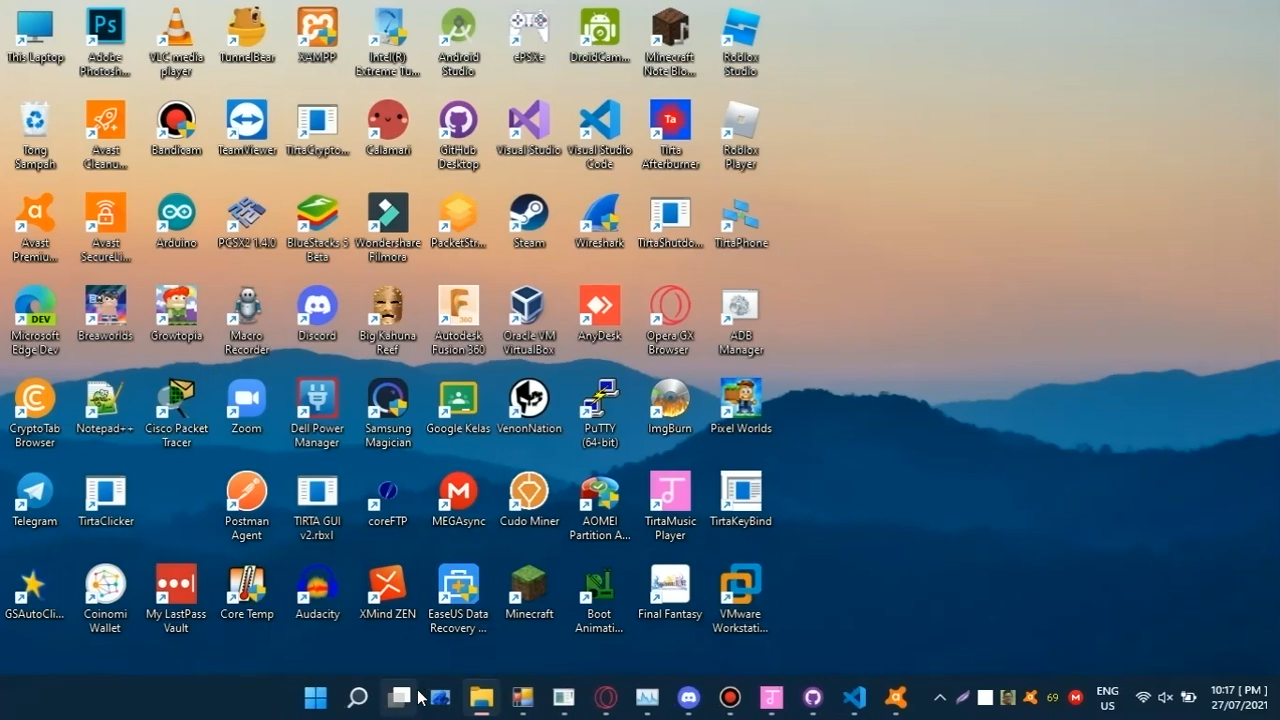 This Laptop
Adobe
Photosh...
VLC media
player
TunnelBear
XAMPP
Intel(R)
Extreme Tu...
Android
Studio
ePSXe
DroidCam...
Minecraft
Note Blo...
Roblox
Studio
Tong
Sampah
Avast
Cleanu...
Bandicam
TeamViewer
TirtaCrypto...
Calamari
GitHub
Desktop
Visual Studio
Visual Studio
Code
Tirta
Afterburner
Roblox
Player
Avast
Premiu...
Avast
SecureLi...
Arduino
PCSX2 1.4.0
BlueStacks 5
Beta
Wondershare
Filmora
PacketStr...
Steam
Wireshark
TirtaShutdo...
TirtaPhone
Microsoft
Edge Dev
Breaworlds
Growtopia
Macro
Recorder
Discord
Big Kahuna
Reef
Autodesk
Fusion 360
Oracle VM
VirtualBox
AnyDesk
Opera GX
Browser
ADB
Manager
CryptoTab
Browser
Notepad++
Cisco Packet
Tracer
Zoom
Dell Power
Manager
Samsung
Magician
Google Kelas
VenonNation
PuTTY
(64-bit)
ImgBurn
Pixel Worlds
Telegram
TirtaClicker
Postman
Agent
TIRTA GUI
v2.rbxl
coreFTP
MEGAsync
Cudo Miner
AOMEI
Partition A...
TirtaMusic
Player
TirtaKeyBind
GSAutoCli...
Coinomi
Wallet
My LastPass
Vault
Core Temp
Audacity
XMind ZEN
EaseUS Data
Recovery ...
Minecraft
Boot
Animati...
Final Fantasy
VMware
Workstati...
69
ENG
US
10:17 [ PM ]
27/07/2021